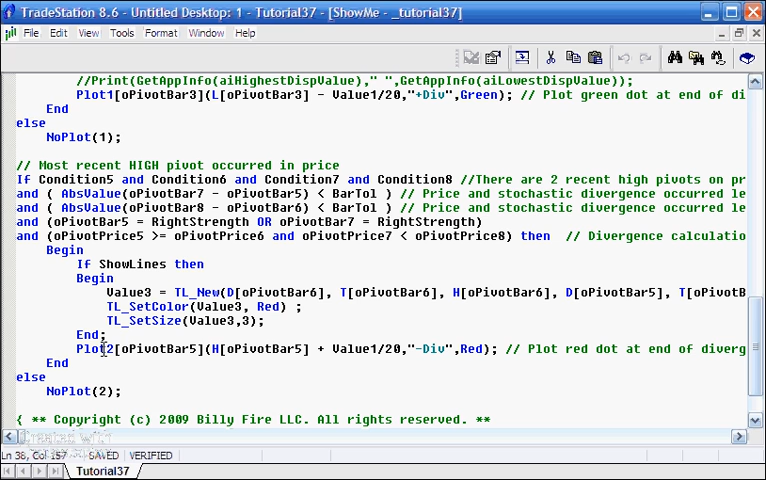 TradeStation 8.6 - Untitled Desktop: 1 - Tutorial37 - [ShowMe - _tutorial37]
File Edit View Tools Format Window Help
//Print(GetAppInfo(aiHighestDispValue)," ",GetAppInfo(aiLowestDispValue));
Plot1[oPivotBar3](L[oPivotBar3] - Value1/20,"+Div",Green); // Plot green dot at end of di
End
else
NoPlot(1);
// Most recent HIGH pivot occurred in price
If Condition5 and Condition6 and Condition7 and Condition8 //There are 2 recent high pivots on pr
and ( AbsValue(oPivotBar7 - oPivotBar5) < BarTol ) // Price and stochastic divergence occurred le
and ( AbsValue(oPivotBar8 - oPivotBar6) < BarTol ) // Price and stochastic divergence occurred le
and (oPivotBar5 = RightStrength OR oPivotBar7 = RightStrength)
and (oPivotPrice5 >= oPivotPrice6 and oPivotPrice7 < oPivotPrice8) then // Divergence calculatio
Begin
If ShowLines then
Begin
Value3 = TL_New(D[oPivotBar6], T[oPivotBar6], H[oPivotBar6], D[oPivotBar5], T[oPivotB
TL_SetColor(Value3, Red) ;
TL_SetSize(Value3,3);
End;
Plot2[oPivotBar5](H[oPivotBar5] + Value1/20,"-Div",Red); // Plot red dot at end of diverg
End
else
NoPlot(2);
{ ** Copyright (c) 2009 Billy Fire LLC. All rights reserved. **
Created with
Ln 38, Col 157 SAVED VERIFIED
Tutorial37